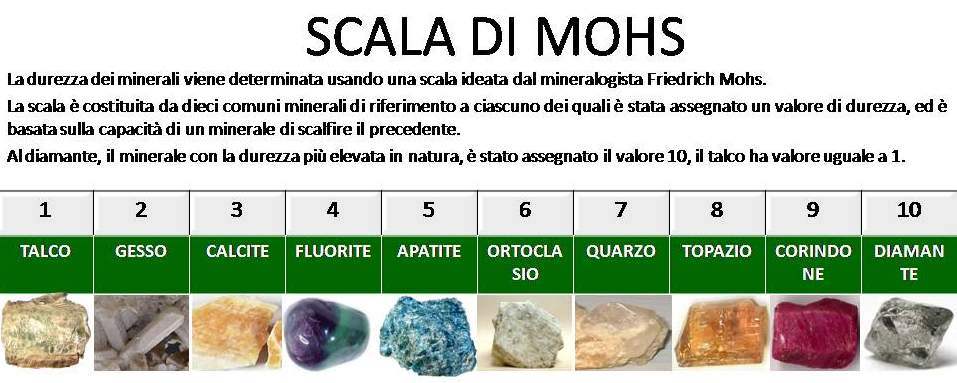 SCALA DI MOHS
La durezza dei minerali viene determinata usando una scala ideata dal mineralogista Friedrich Mohs.
La scala è costituita da dieci comuni minerali di riferimento a ciascuno dei quali è stata assegnato un valore di durezza, ed è
basata sulla capacità di un minerale di scalfire il precedente.
Al diamante, il minerale con la durezza più elevata in natura, è stato assegnato il valore 10, il talco ha valore uguale a 1.
1 2 3 4 5 6 7 8 9 10
TALCO GESSO CALCITE FLUORITE APATITE ORTOCLA QUARZO TOPAZIO CORINDO DIAMAN
SIO NE TE